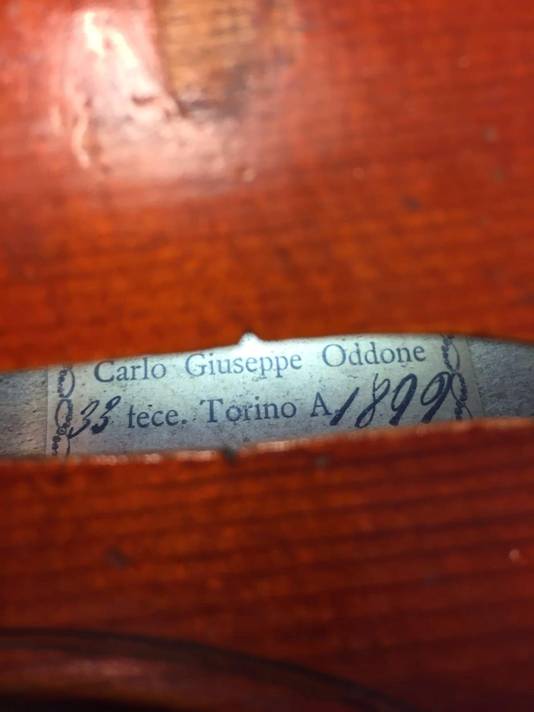 Carlo Giuseppe Oddone
33 fece. Torino A 1899